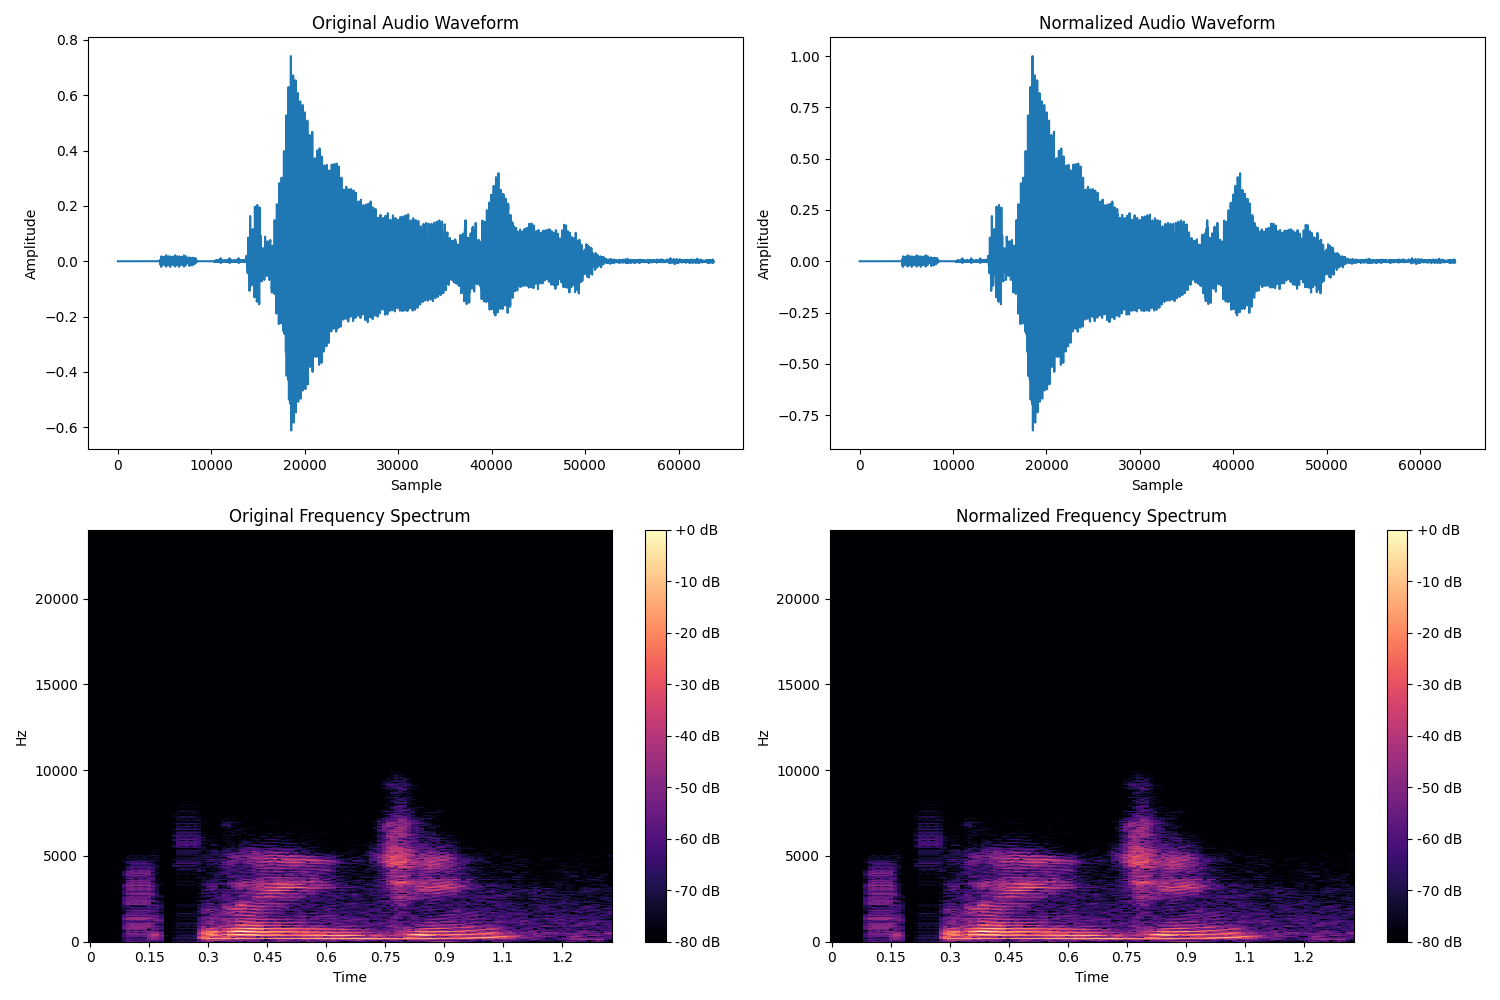 Original Audio Waveform
0.8
0.6
0.4
0.2
0.0
−0.2
−0.4
−0.6
Amplitude
0 10000 20000 30000 40000 50000 60000
Sample
Normalized Audio Waveform
1.00
0.75
0.50
0.25
0.00
−0.25
−0.50
−0.75
Amplitude
0 10000 20000 30000 40000 50000 60000
Sample
Original Frequency Spectrum
20000
15000
10000
5000
0
Hz
0 0.15 0.3 0.45 0.6 0.75 0.9 1.1 1.2
Time
+0 dB
-10 dB
-20 dB
-30 dB
-40 dB
-50 dB
-60 dB
-70 dB
-80 dB
Normalized Frequency Spectrum
20000
15000
10000
5000
0
Hz
0 0.15 0.3 0.45 0.6 0.75 0.9 1.1 1.2
Time
+0 dB
-10 dB
-20 dB
-30 dB
-40 dB
-50 dB
-60 dB
-70 dB
-80 dB